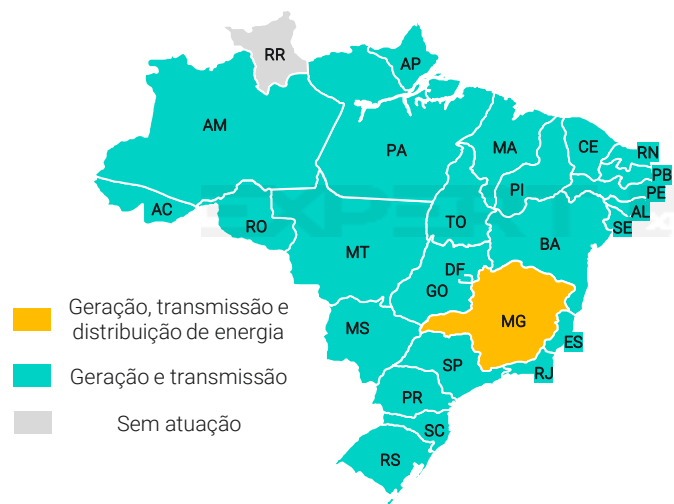 RR
AP
AM
PA
MA
CE
RN
PB
PI
PE
AC
AL
TO
SE
RO
BA
MT
DF
GO
Geração, transmissão e
distribuição de energia
MG
MS
ES
SP
Geração e transmissão
RJ
PR
Sem atuação
SC
RS
EXPERT